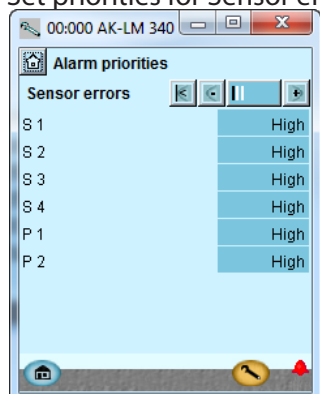 Set priorities for Sensor er
00:000 AK-LM 340
Alarm priorities
Sensor errors
S 1 High
S 2 High
S 3 High
S 4 High
P 1 High
P 2 High